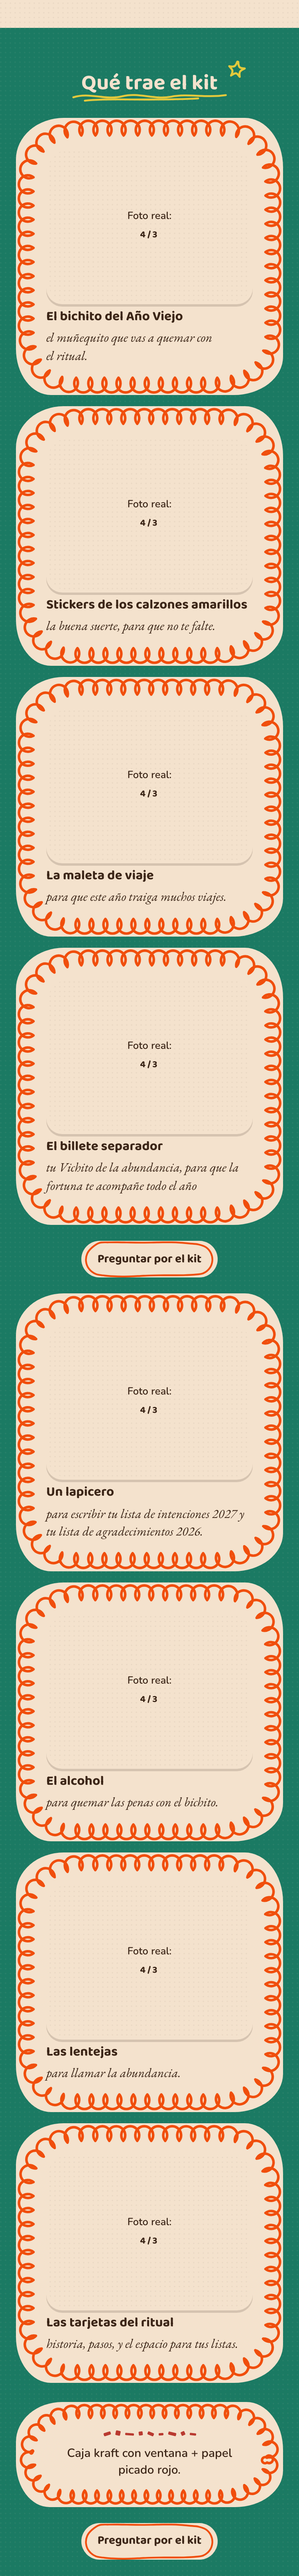 Qué trae el kit
Foto real:
4 / 3
El bichito del Año Viejo
el muñequito que vas a quemar con
el ritual.
Foto real:
4 / 3
Stickers de los calzones amarillos
la buena suerte, para que no te falte.
Foto real:
4 / 3
La maleta de viaje
para que este año traiga muchos viajes.
Foto real:
4 / 3
El billete separador
tu Vichito de la abundancia, para que la
fortuna te acompañe todo el año
Preguntar por el kit
Foto real:
4 / 3
Un lapicero
para escribir tu lista de intenciones 2027 y
tu lista de agradecimientos 2026.
Foto real:
4 / 3
El alcohol
para quemar las penas con el bichito.
Foto real:
4 / 3
Las lentejas
para llamar la abundancia.
Foto real:
4 / 3
Las tarjetas del ritual
historia, pasos, y el espacio para tus listas.
Caja kraft con ventana + papel
picado rojo.
Preguntar por el kit